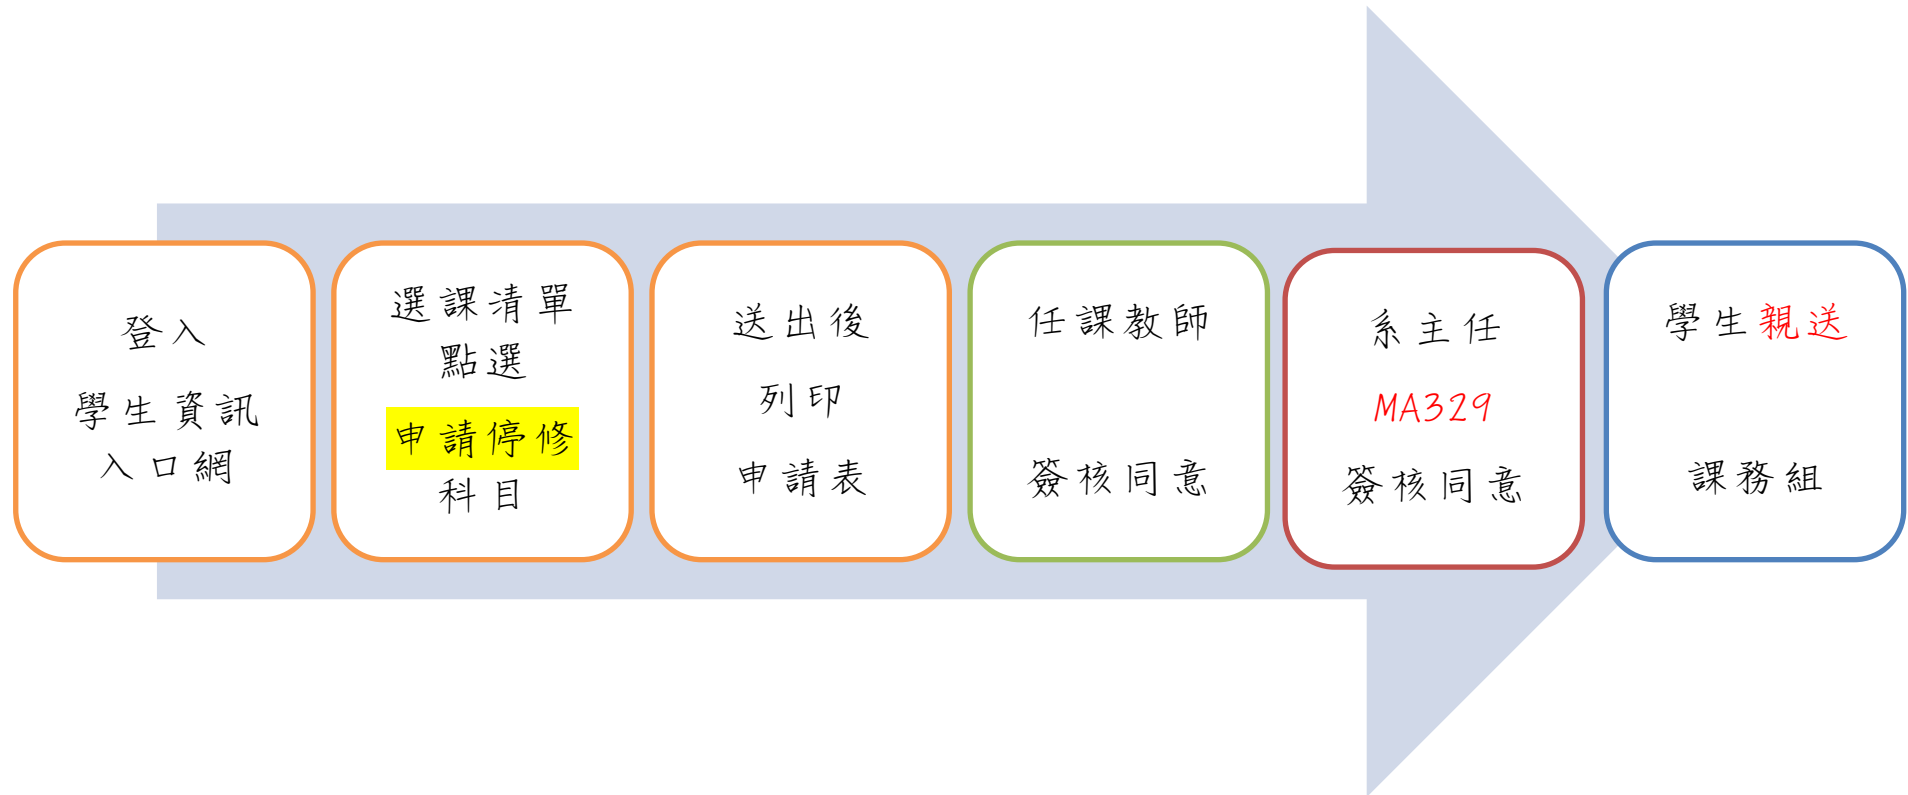 登入
學生資訊
入口網
選課清單
點選
申請停修
科目
送出後
列印
申請表
任課教師
簽核同意
系主任
MA329
簽核同意
學生親送
課務組